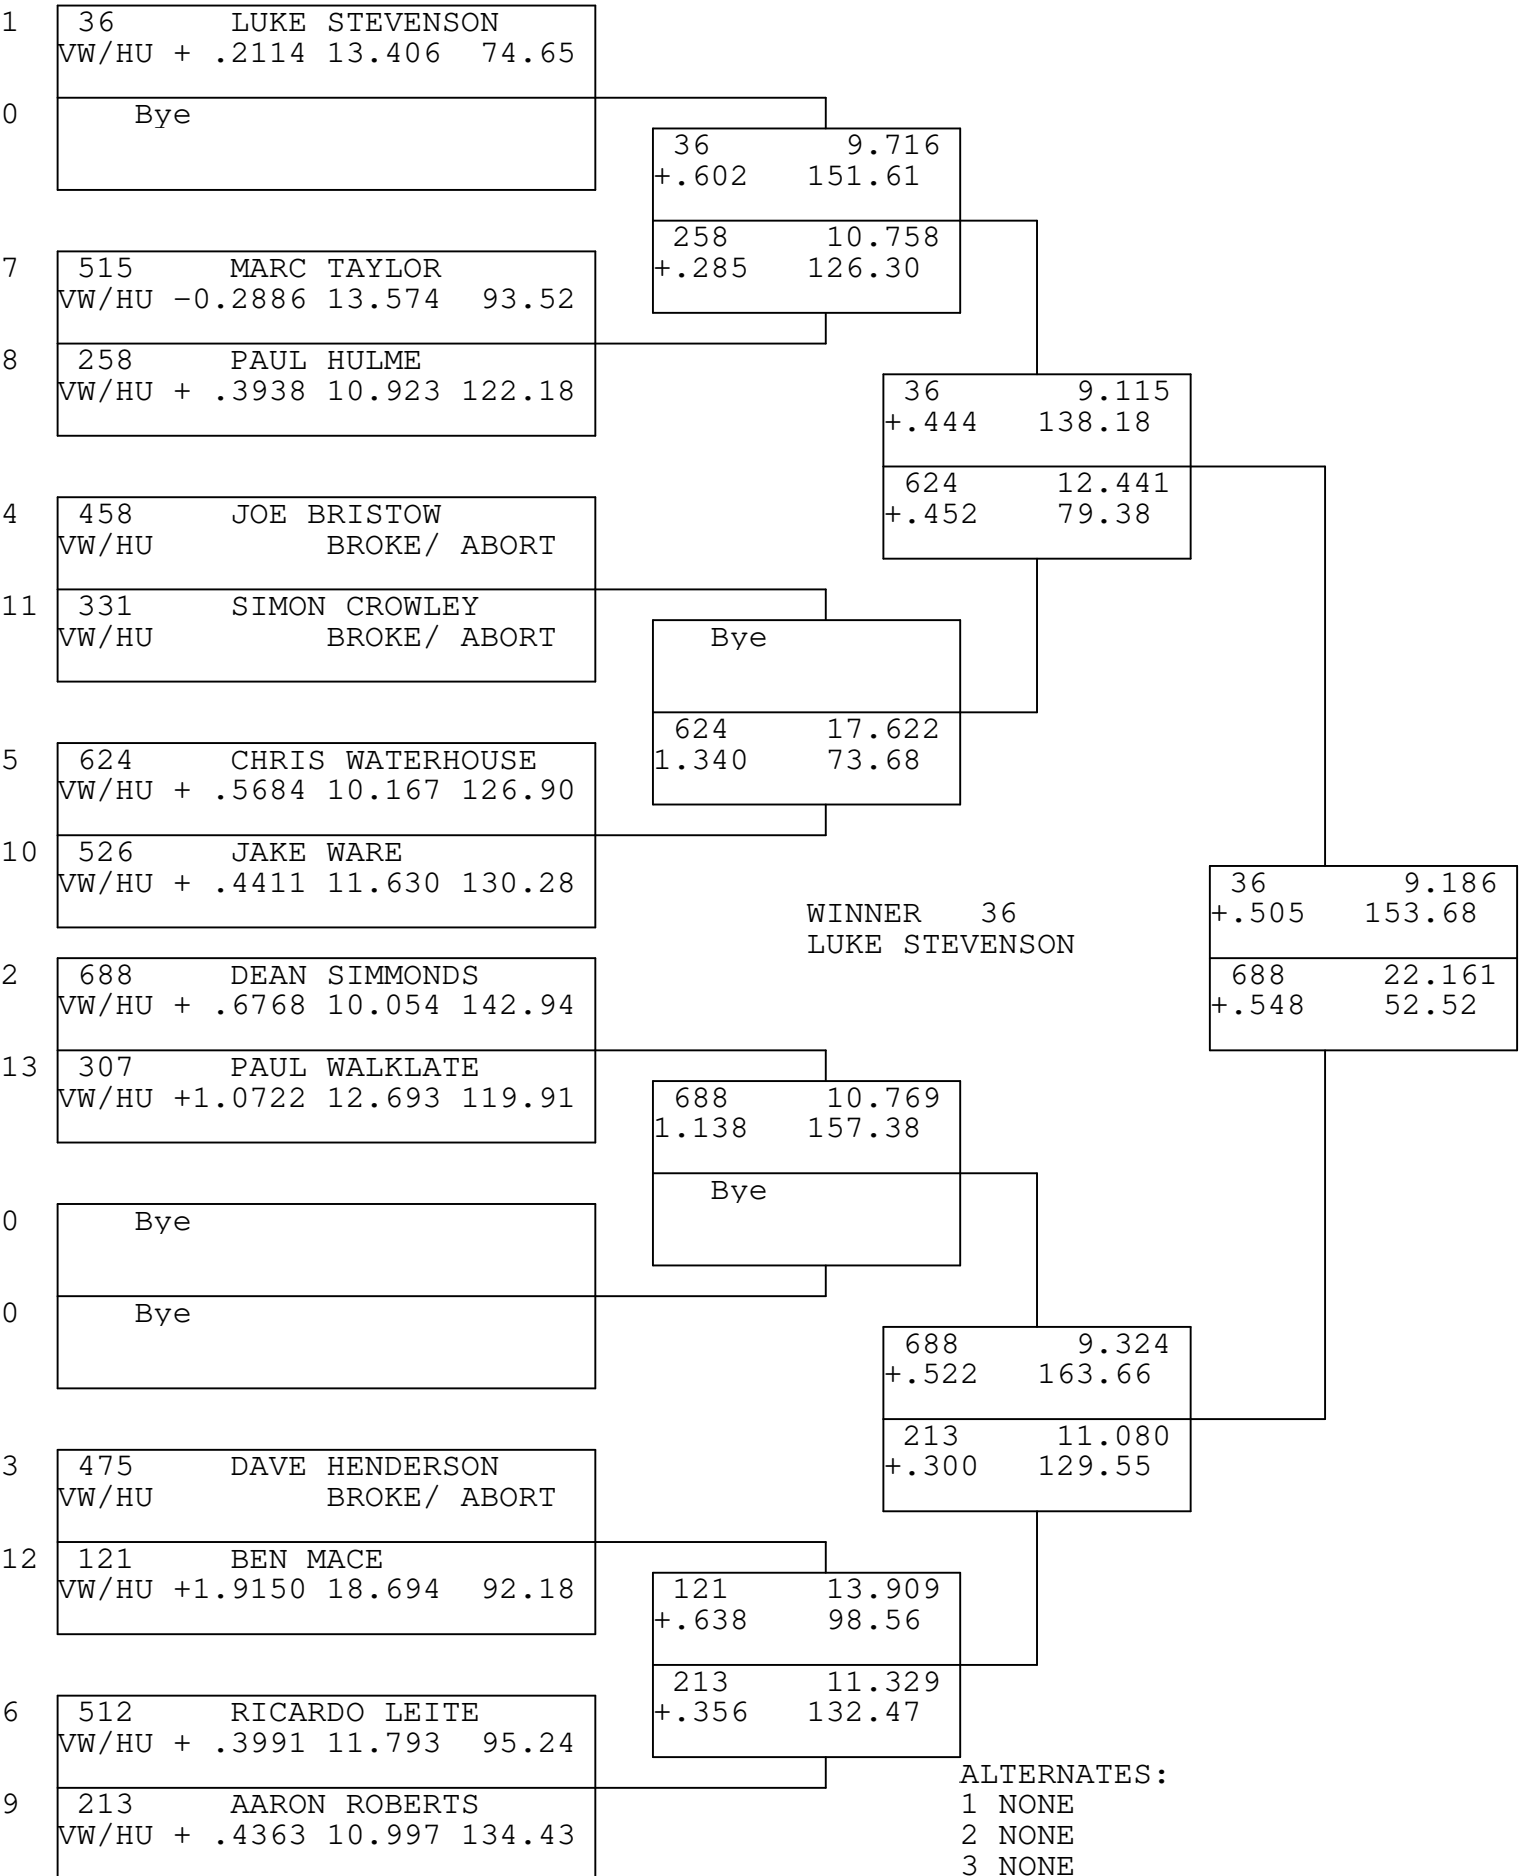 1 36 LUKE STEVENSON
VW/HU + .2114 13.406 74.65
0 Bye
36 9.716
+.602 151.61
258 10.758
+.285 126.30
7 515 MARC TAYLOR
VW/HU -0.2886 13.574 93.52
8 258 PAUL HULME
VW/HU + .3938 10.923 122.18
36 9.115
+.444 138.18
624 12.441
+.452 79.38
4 458 JOE BRISTOW
VW/HU BROKE/ ABORT
11 331 SIMON CROWLEY
VW/HU BROKE/ ABORT
Bye
624 17.622
1.340 73.68
5 624 CHRIS WATERHOUSE
VW/HU + .5684 10.167 126.90
10 526 JAKE WARE
VW/HU + .4411 11.630 130.28
WINNER 36
LUKE STEVENSON
36 9.186
+.505 153.68
688 22.161
+.548 52.52
2 688 DEAN SIMMONDS
VW/HU + .6768 10.054 142.94
13 307 PAUL WALKLATE
VW/HU +1.0722 12.693 119.91
688 10.769
1.138 157.38
Bye
0 Bye
0 Bye
688 9.324
+.522 163.66
213 11.080
+.300 129.55
3 475 DAVE HENDERSON
VW/HU BROKE/ ABORT
12 121 BEN MACE
VW/HU +1.9150 18.694 92.18
121 13.909
+.638 98.56
213 11.329
+.356 132.47
6 512 RICARDO LEITE
VW/HU + .3991 11.793 95.24
9 213 AARON ROBERTS
VW/HU + .4363 10.997 134.43
ALTERNATES:
1 NONE
2 NONE
3 NONE